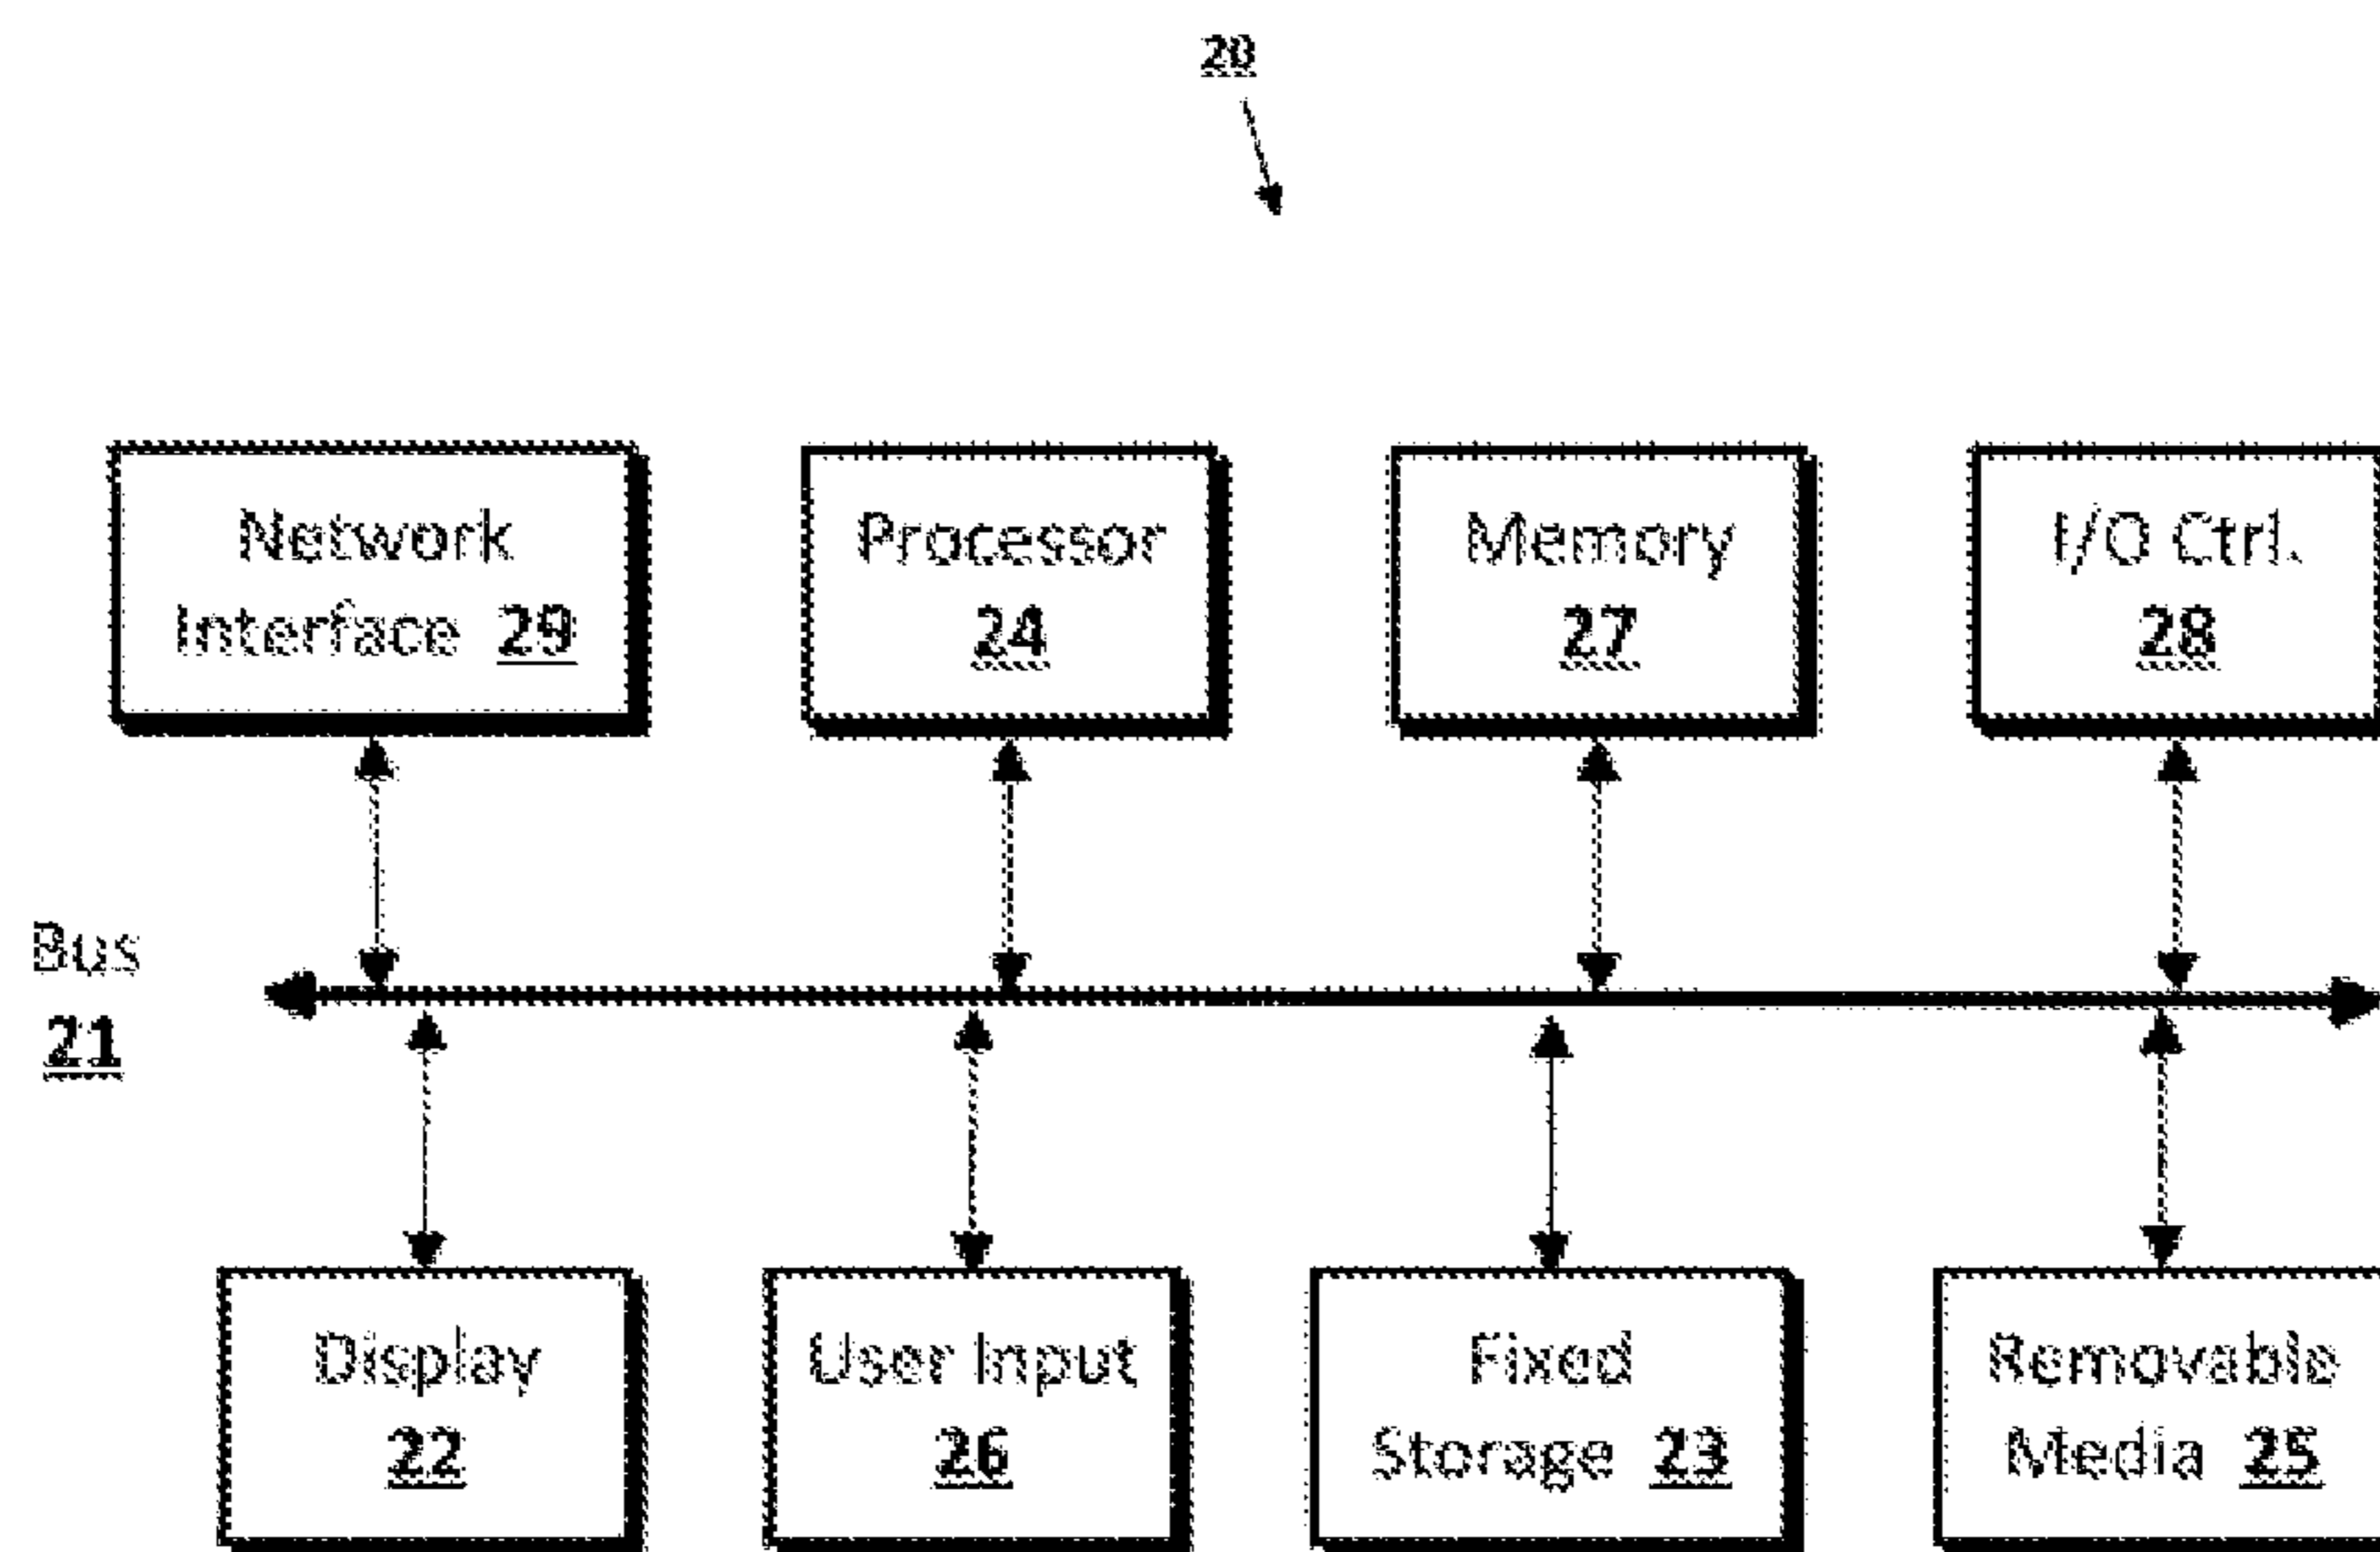 20
Network
Interface 29
Processor
24
Memory
27
I/O Ctrl.
28
Bus
21
Display
22
User Input
26
Fixed
Storage 23
Removable
Media 25